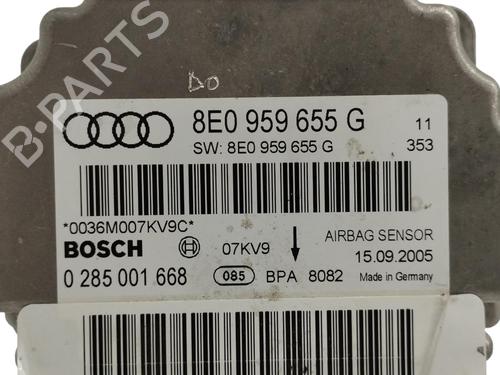 B-PARTS
DO
8E0 959 655 G 11
SW: 8E0 959 655 G 353
*0036M007KV9C*
BOSCH 07KV9 AIRBAG SENSOR
15.09.2005
0 285 001 668 085 BPA 8082 Made in Germany